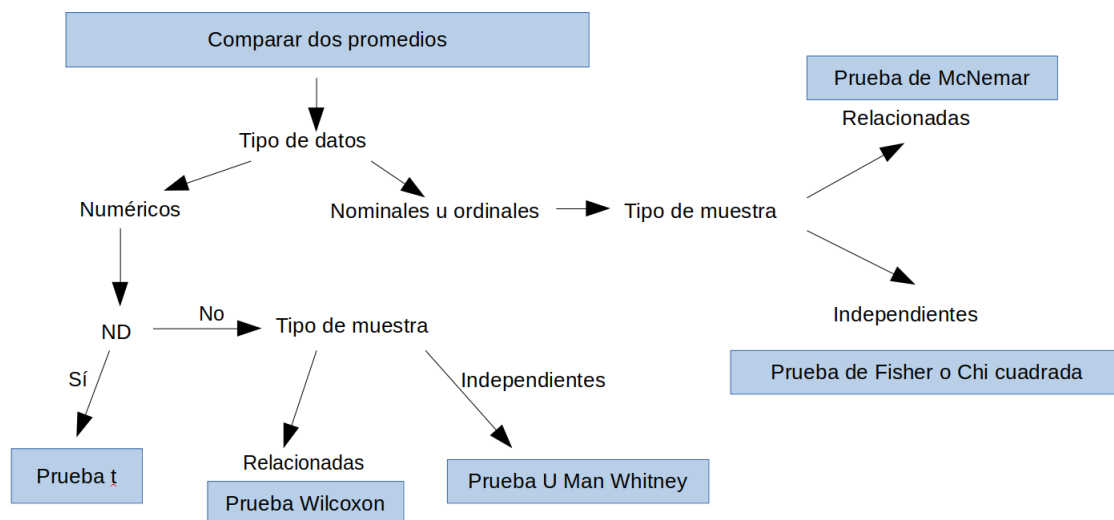 Comparar dos promedios
Prueba de McNemar
Relacionadas
Tipo de datos
Numéricos
Nominales u ordinales
Tipo de muestra
No
ND
Tipo de muestra
Independientes
Sí
Independientes
Prueba de Fisher o Chi cuadrada
Relacionadas
Prueba t
Prueba Wilcoxon
Prueba U Man Whitney